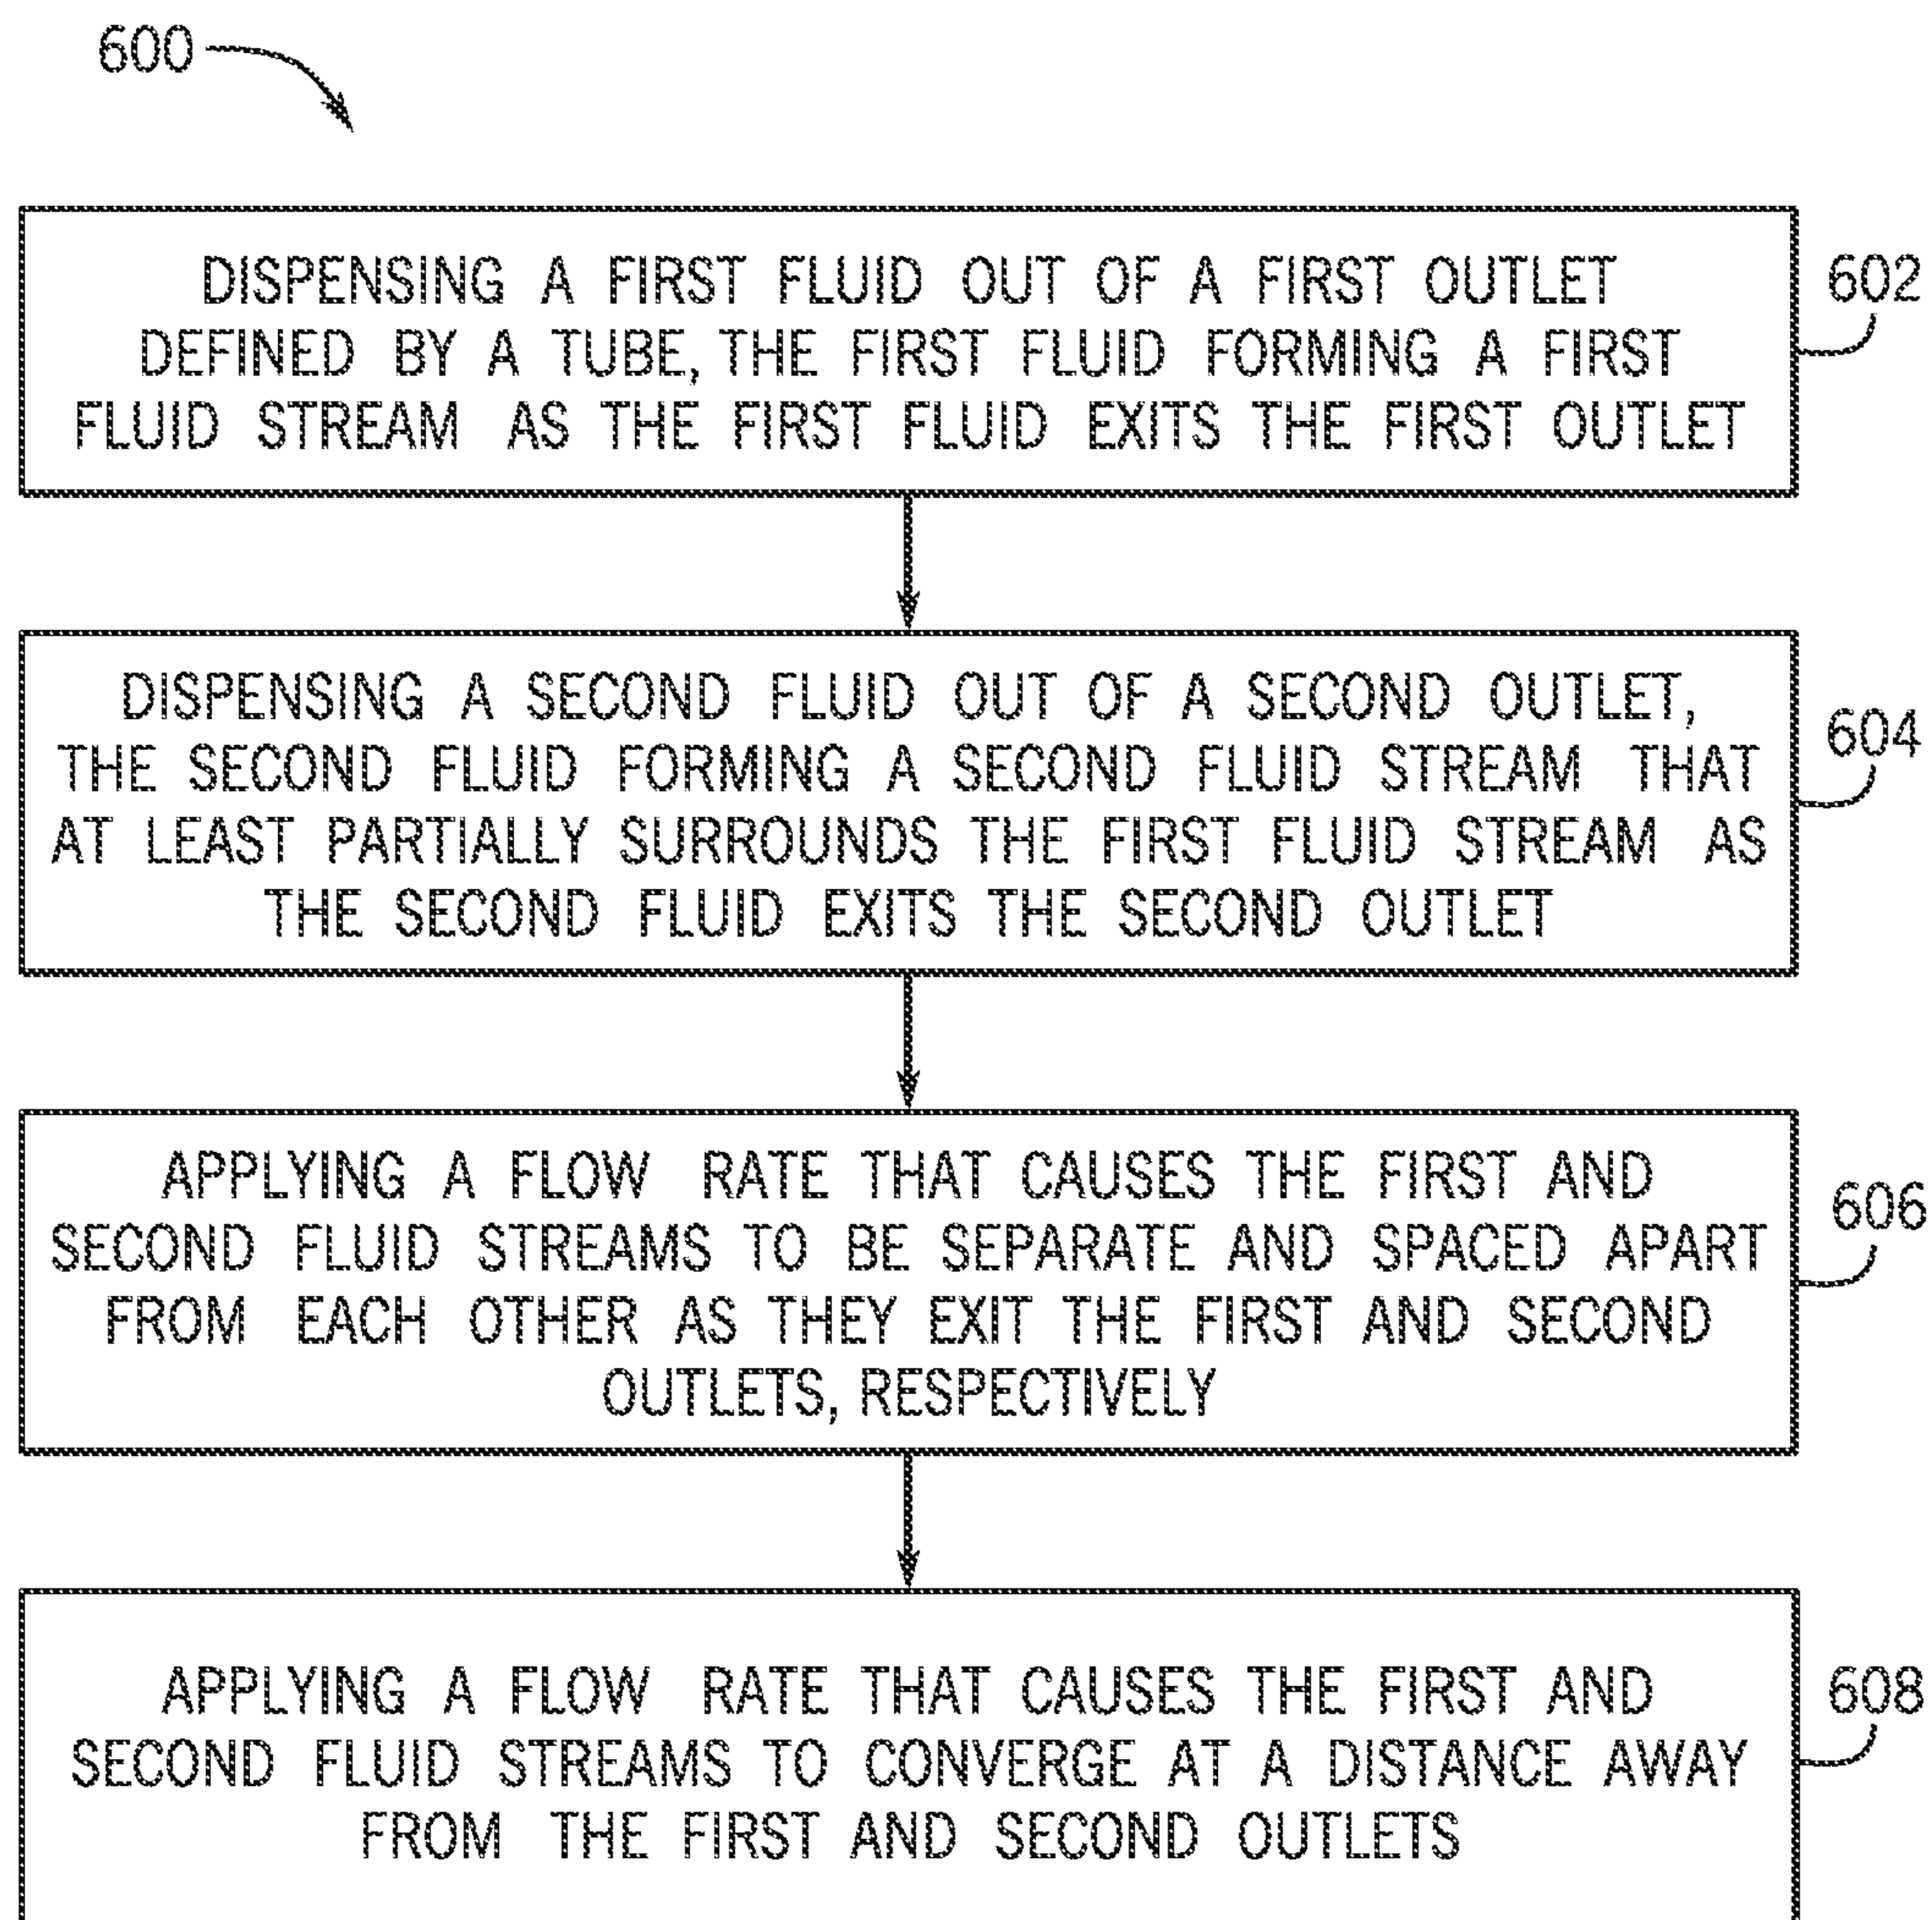 600
DISPENSING A FIRST FLUID OUT OF A FIRST OUTLET
DEFINED BY A TUBE, THE FIRST FLUID FORMING A FIRST
FLUID STREAM AS THE FIRST FLUID EXITS THE FIRST OUTLET
602
DISPENSING A SECOND FLUID OUT OF A SECOND OUTLET,
THE SECOND FLUID FORMING A SECOND FLUID STREAM THAT
AT LEAST PARTIALLY SURROUNDS THE FIRST FLUID STREAM AS
THE SECOND FLUID EXITS THE SECOND OUTLET
604
APPLYING A FLOW RATE THAT CAUSES THE FIRST AND
SECOND FLUID STREAMS TO BE SEPARATE AND SPACED APART
FROM EACH OTHER AS THEY EXIT THE FIRST AND SECOND
OUTLETS, RESPECTIVELY
606
APPLYING A FLOW RATE THAT CAUSES THE FIRST AND
SECOND FLUID STREAMS TO CONVERGE AT A DISTANCE AWAY
FROM THE FIRST AND SECOND OUTLETS
608